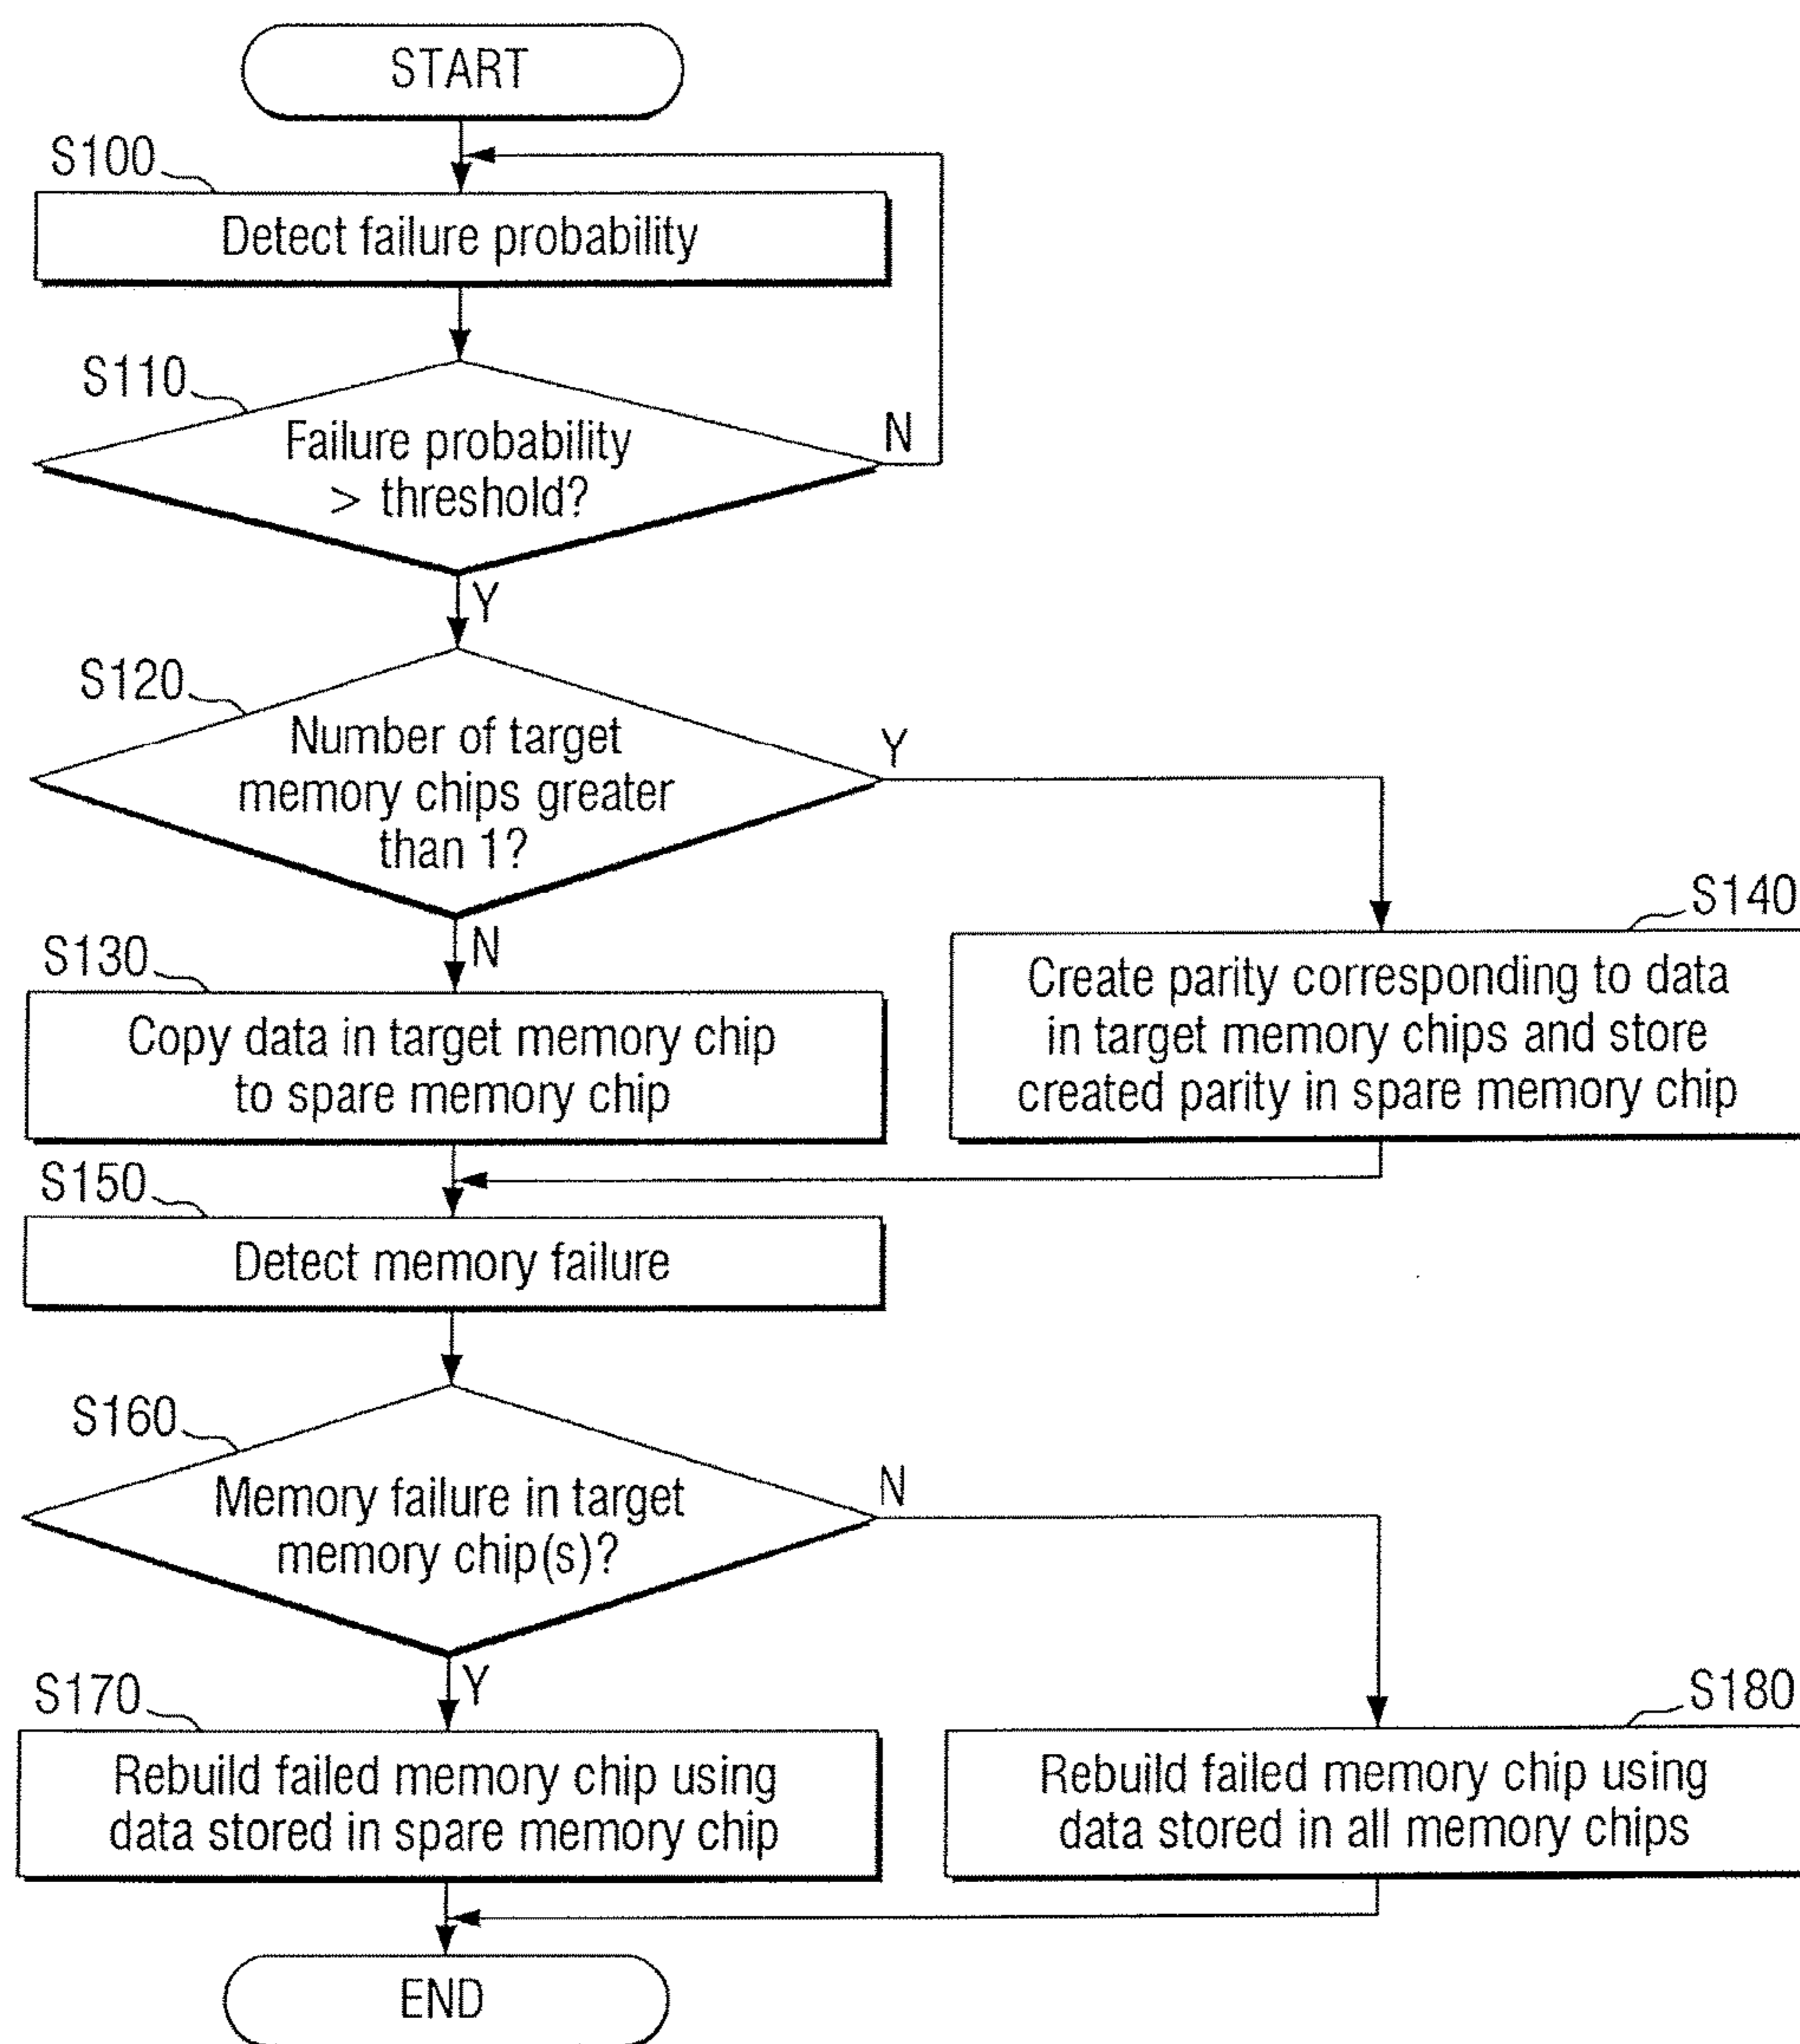 START
S100
Detect failure probability
S110
Failure probability
> threshold?
N
Y
S120
Number of target
memory chips greater
than 1?
Y
N
S130
Copy data in target memory chip
to spare memory chip
S140
Create parity corresponding to data
in target memory chips and store
created parity in spare memory chip
S150
Detect memory failure
S160
Memory failure in target
memory chip(s)?
N
Y
S170
Rebuild failed memory chip using
data stored in spare memory chip
S180
Rebuild failed memory chip using
data stored in all memory chips
END